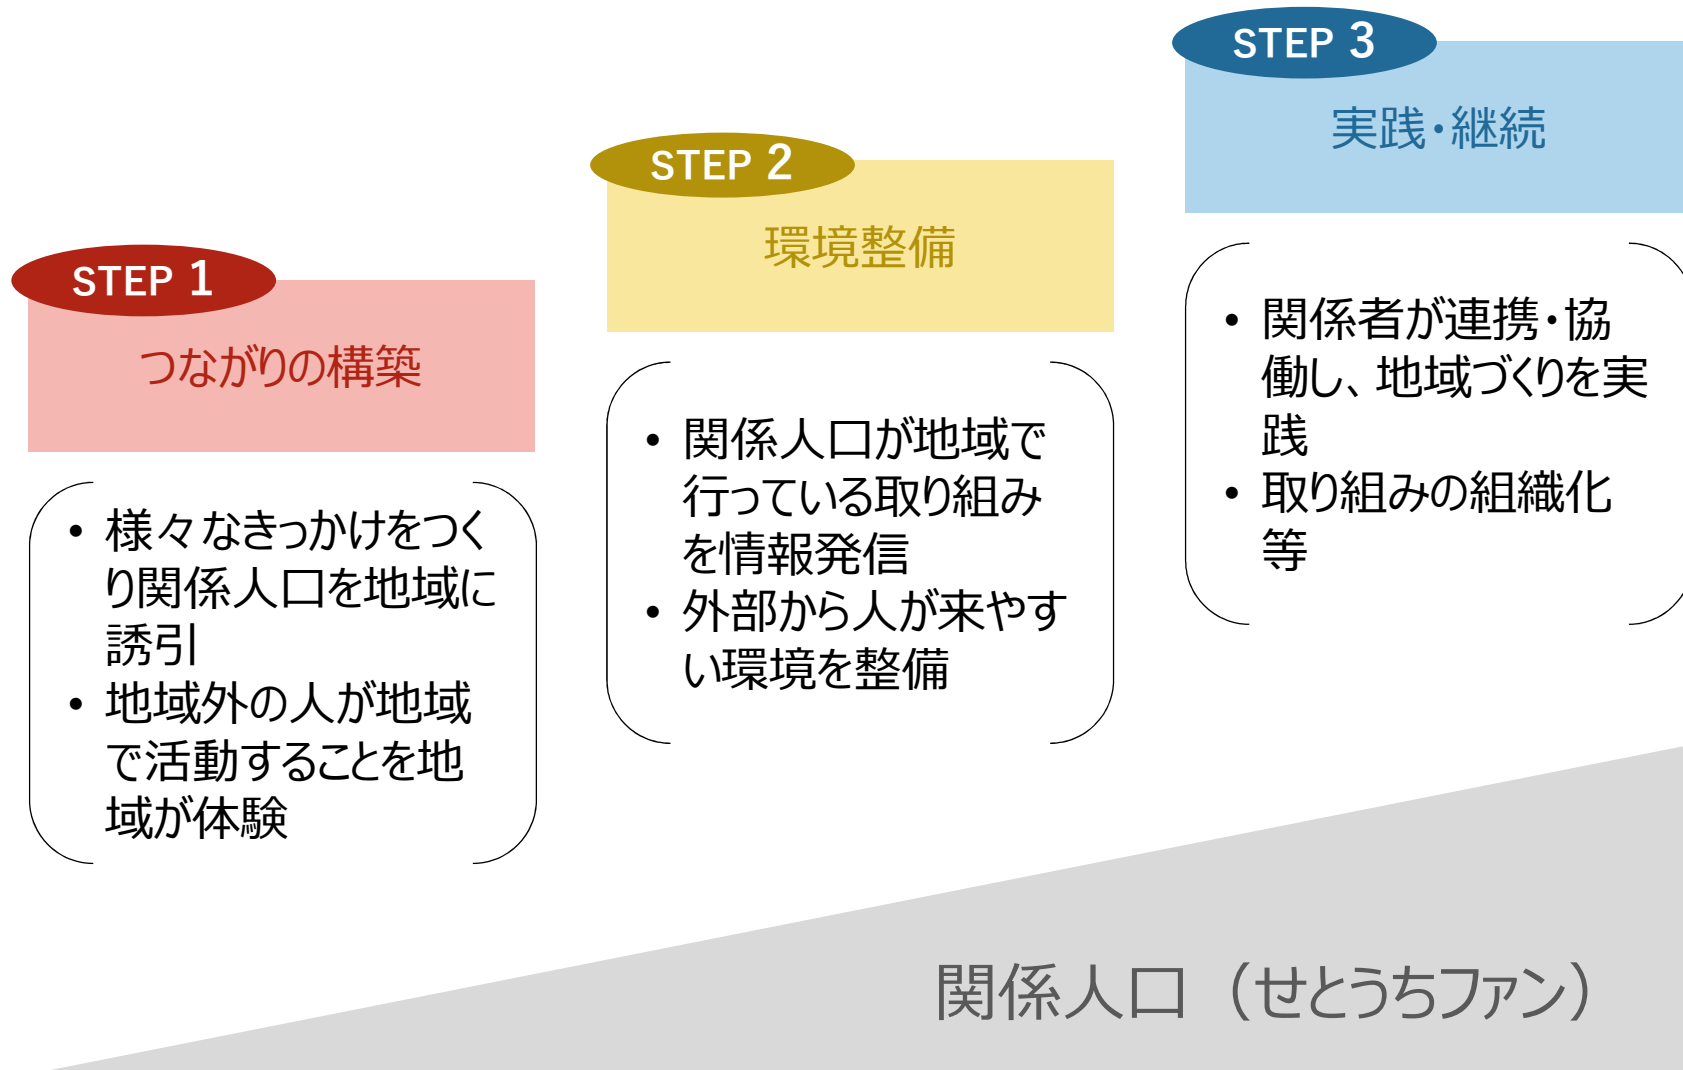 STEP 1
つながりの構築
• 様々なきっかけをつく
り関係人口を地域に
誘引
• 地域外の人が地域
で活動することを地
域が体験
STEP 2
環境整備
• 関係人口が地域で
行っている取り組み
を情報発信
• 外部から人が来やす
い環境を整備
STEP 3
実践・継続
• 関係者が連携・協
働し、地域づくりを実
践
• 取り組みの組織化
等
関係人口（せとうちファン）